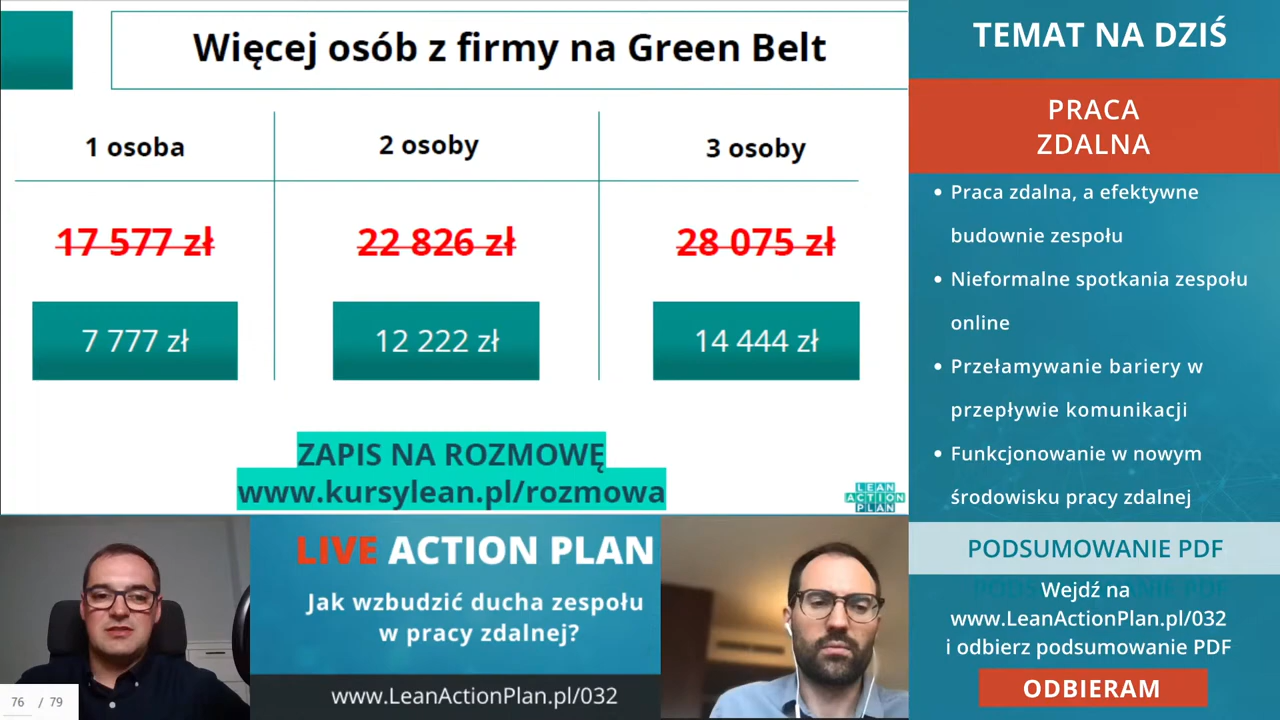 Więcej osób z firmy na Green Belt
1 osoba
2 osoby
3 osoby
17 577 zł
22 826 zł
28 075 zł
7 777 zł
12 222 zł
14 444 zł
ZAPIS NA ROZMOWĘ
www.kursylean.pl/rozmowa
LEAN
ACTION
PLAN
TEMAT NA DZIŚ
PRACA
ZDALNA
• Praca zdalna, a efektywne
budownie zespołu
• Nieformalne spotkania zespołu
online
• Przełamywanie bariery w
przepływie komunikacji
• Funkcjonowanie w nowym
środowisku pracy zdalnej
PODSUMOWANIE PDF
Wejdź na
www.LeanActionPlan.pl/032
i odbierz podsumowanie PDF
ODBIERAM
LIVE ACTION PLAN
Jak wzbudzić ducha zespołu
w pracy zdalnej?
www.LeanActionPlan.pl/032
76 / 79